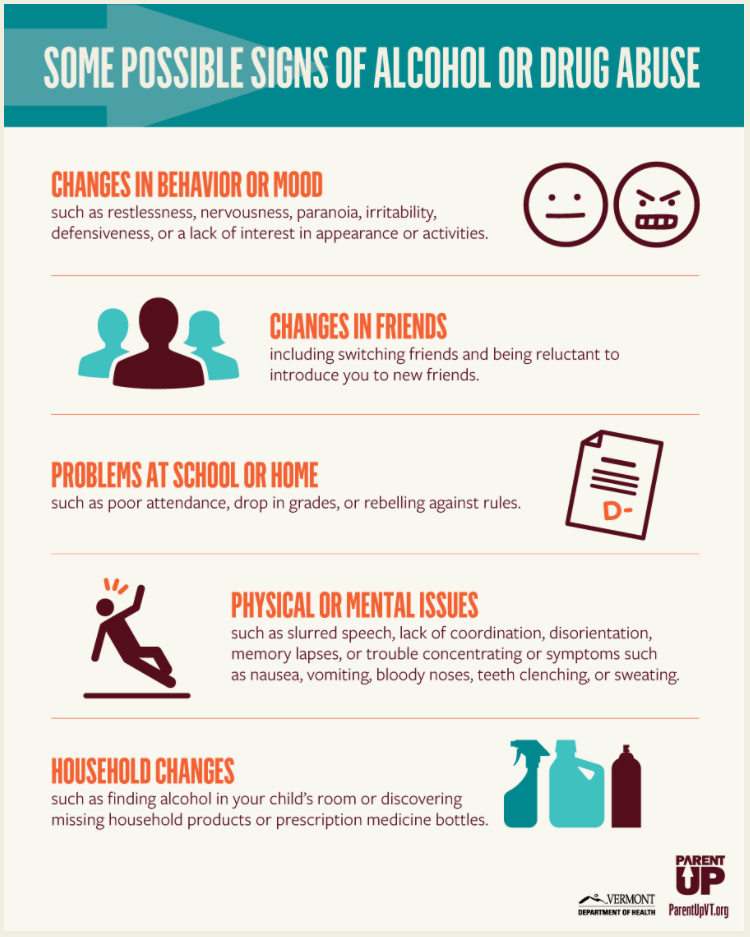 SOME POSSIBLE SIGNS OF ALCOHOL OR DRUG ABUSE
CHANGES IN BEHAVIOR OR MOOD
such as restlessness, nervousness, paranoia, irritability,
defensiveness, or a lack of interest in appearance or activities.
CHANGES IN FRIENDS
including switching friends and being reluctant to
introduce you to new friends.
PROBLEMS AT SCHOOL OR HOME
such as poor attendance, drop in grades, or rebelling against rules.
D-
PHYSICAL OR MENTAL ISSUES
such as slurred speech, lack of coordination, disorientation,
memory lapses, or trouble concentrating or symptoms such
as nausea, vomiting, bloody noses, teeth clenching, or sweating.
HOUSEHOLD CHANGES
such as finding alcohol in your child's room or discovering
missing household products or prescription medicine bottles.
VERMONT
DEPARTMENT OF HEALTH
PARENT
UP
ParentUpVT.org